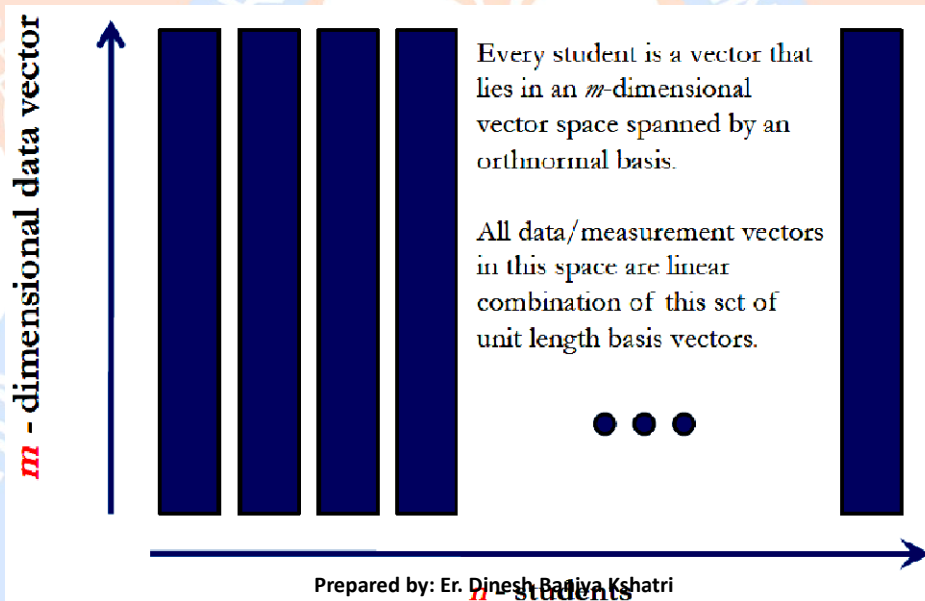 m - dimensional data vector
Every student is a vector that
lies in an m-dimensional
vector space spanned by an
orthnormal basis.
All data/measurement vectors
in this space are linear
combination of this set of
unit length basis vectors.
Prepared by: Er. Dinesh Baniya Kshatri
n - students